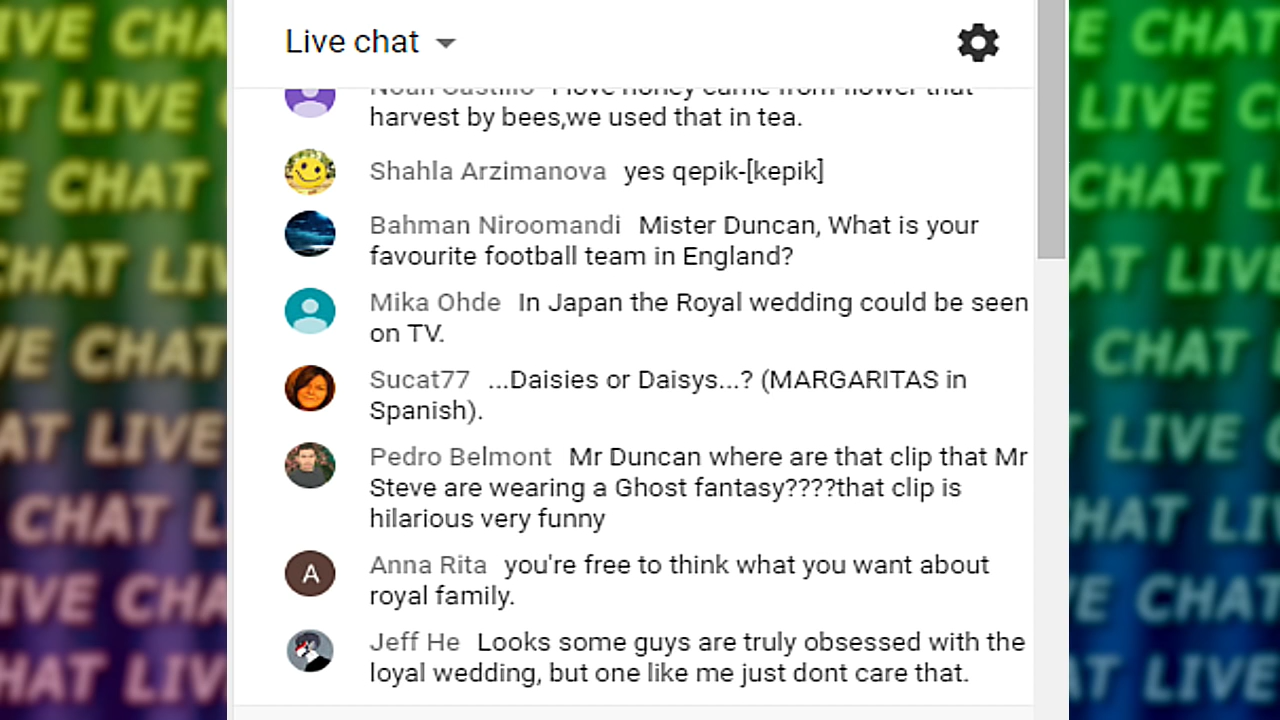 Live chat
harvest by bees,we used that in tea.
Shahla Arzimanova yes qepik-[kepik]
Bahman Niroomandi Mister Duncan, What is your
favourite football team in England?
Mika Ohde In Japan the Royal wedding could be seen
on TV.
Sucat77 ...Daisies or Daisys...? (MARGARITAS in
Spanish).
Pedro Belmont Mr Duncan where are that clip that Mr
Steve are wearing a Ghost fantasy????that clip is
hilarious very funny
A
Anna Rita you're free to think what you want about
royal family.
Jeff He Looks some guys are truly obsessed with the
loyal wedding, but one like me just dont care that.